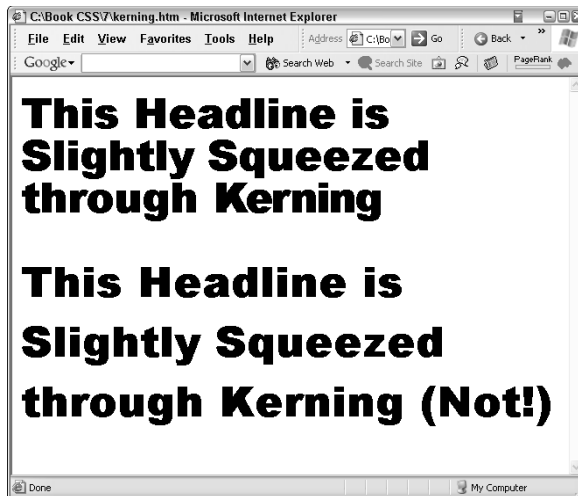 C:\Book CSS\7\kerning.htm - Microsoft Internet Explorer
File Edit View Favorites Tools Help Address C:\Bo Go Back »
Google Search Web Search Site PageRank
This Headline is
Slightly Squeezed
through Kerning
This Headline is
Slightly Squeezed
through Kerning (Not!)
Done My Computer